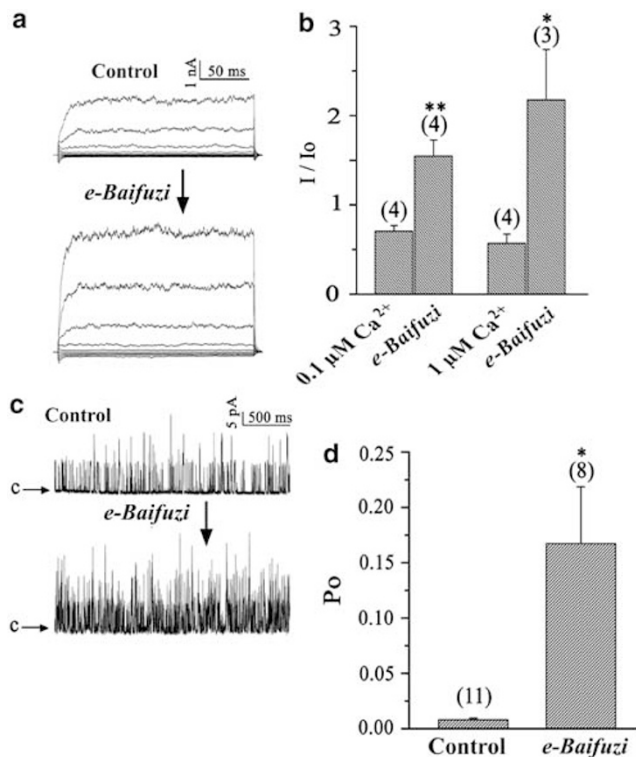 a
Control
1 nA
50 ms
e-Baifuzi
b
I / Io
3
2
1
0
(4)
**
(4)
(4)
*
(3)
0.1 µM Ca²⁺
e-Baifuzi
1 µM Ca²⁺
e-Baifuzi
c
Control
5 pA
500 ms
c
e-Baifuzi
c
d
Po
0.25
0.20
0.15
0.10
0.05
0.00
(11)
*
(8)
Control
e-Baifuzi